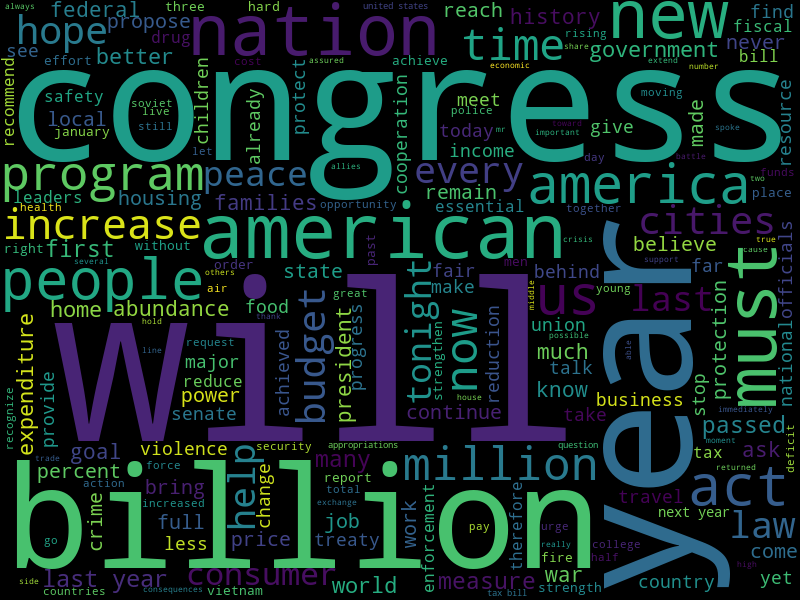 always
federal
three
hard
united states
reach
history
new
find
hope
propose
nation
rising
fiscal
drug
time
never
see
better
cost
share
government
bill
effort
assured
achieve
economic
number
recommend
congress
safety
soviet
children
protect
extend
moving
live
already
meet
police
toward
made
resource
local
january
still
cooperation
today
mr
important
give
spoke
let
income
day
battle
allies
program
peace
every
america
two
funds
leaders
housing
families
opportunity
remain
essential
together
place
health
increase
american
cities
officials
right
first
without
past
crisis
believe
true
cause
several
order
men
support
far
people
others
state
fair
behind
air
make
us
last
young
home
abundance
food
great
middle
tonight
now
union
must
national
protection
hold
thank
budget
president
progress
strengthen
reduction
possible
year
will
request
achieved
much
able
line
major
house
talk
stop
expenditure
provide
reduce
know
power
business
immediately
recognize
senate
continue
take
passed
moment
goal
violence
security
appropriations
question
tax
ask
deficit
trade
percent
force
many
million
returned
act
action
report
change
help
travel
billion
bring
total
increased
exchange
pay
next year
crime
full
job
work
enforcement
therefore
urge
college
law
go
less
price
treaty
really
half
come
fire
side
last year
consumer
world
measure
war
high
yet
countries
vietnam
consequences
tax bill
strength
country